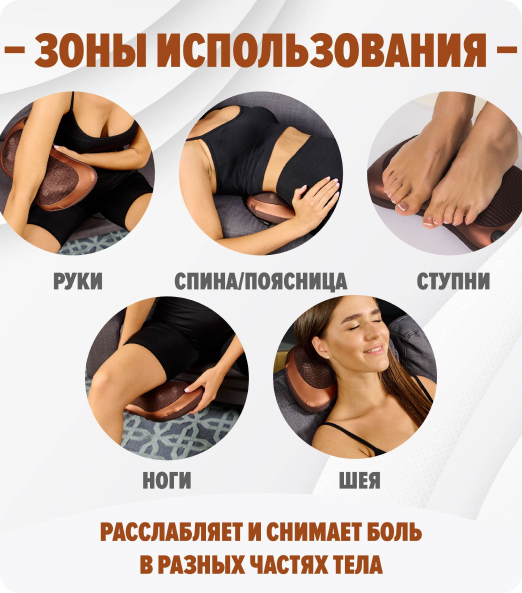 – ЗОНЫ ИСПОЛЬЗОВАНИЯ –
РУКИ
СПИНА/ПОЯСНИЦА
СТУПНИ
НОГИ
ШЕЯ
РАССЛАБЛЯЕТ И СНИМАЕТ БОЛЬ
В РАЗНЫХ ЧАСТЯХ ТЕЛА